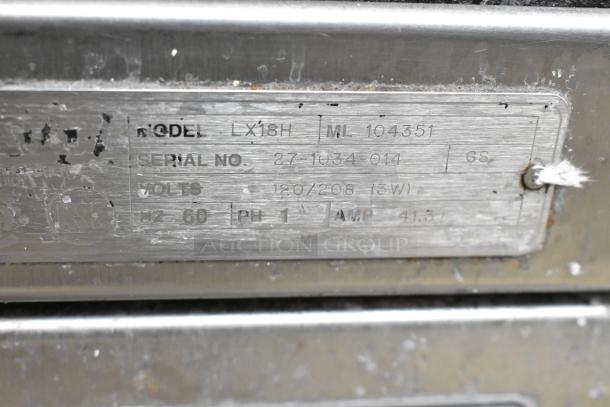 MODEL LX18H ML 104351
SERIAL NO. 27-1034-014 GS
VOLTS 120/208 (3W)
HZ 60 PH 1 AMP 41.3
AUCTION GROUP